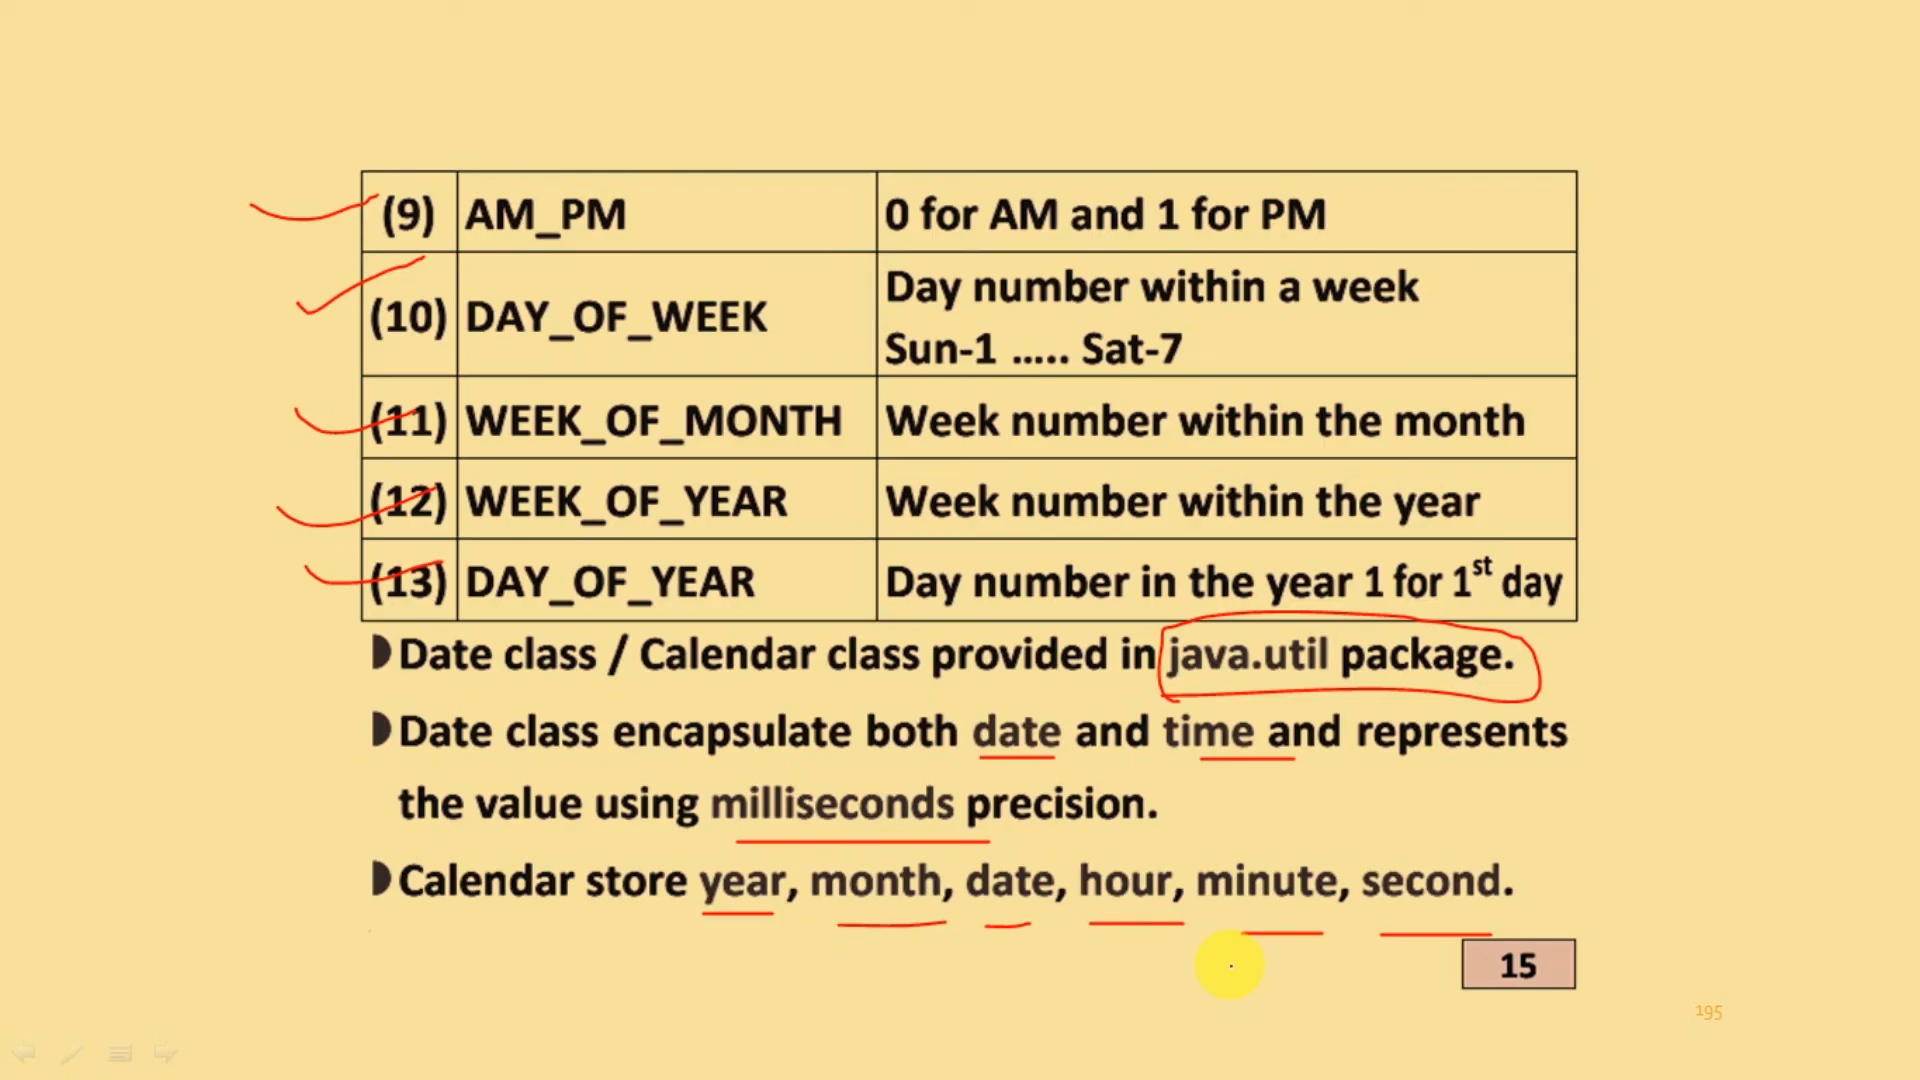 (9) AM_PM 0 for AM and 1 for PM
(10) DAY_OF_WEEK Day number within a week
Sun-1 ….. Sat-7
(11) WEEK_OF_MONTH Week number within the month
(12) WEEK_OF_YEAR Week number within the year
(13) DAY_OF_YEAR Day number in the year 1 for 1st day
Date class / Calendar class provided in java.util package.
Date class encapsulate both date and time and represents
the value using milliseconds precision.
Calendar store year, month, date, hour, minute, second.
15
195